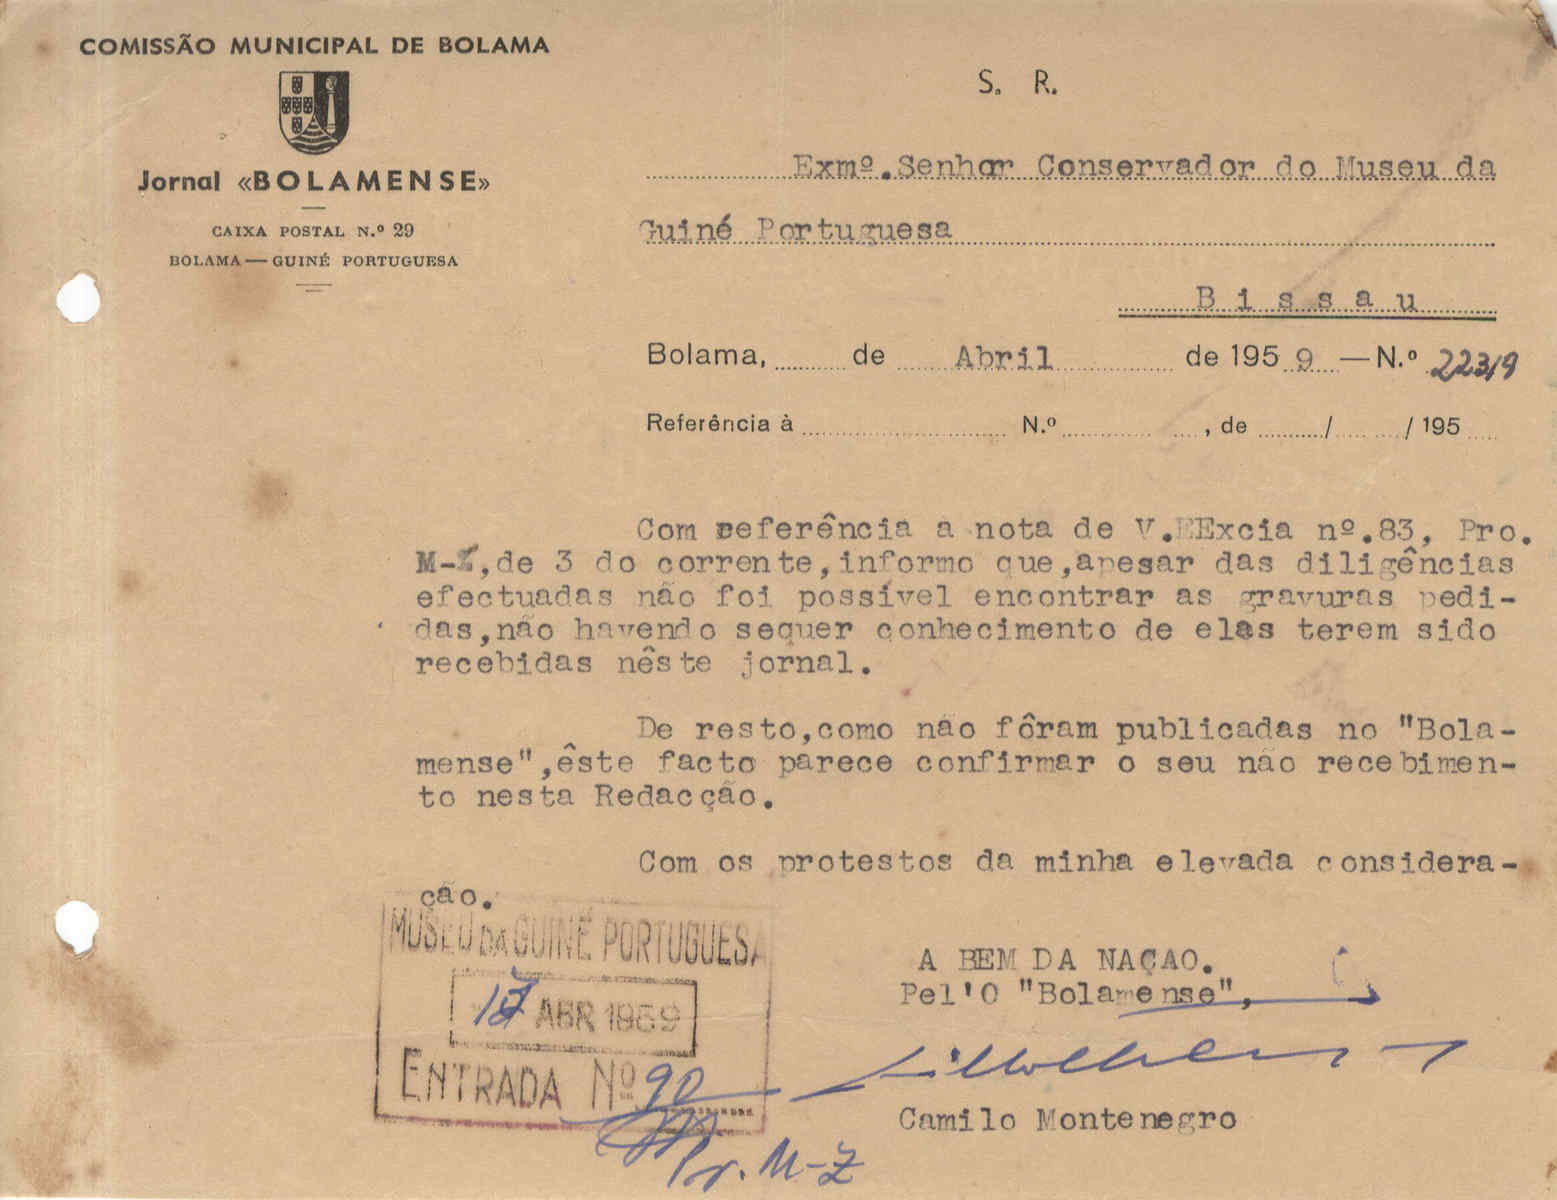 COMISSÃO MUNICIPAL DE BOLAMA
Jornal «BOLAMENSE»
CAIXA POSTAL N.º 29
BOLAMA — GUINÉ PORTUGUESA
S. R.
Exmº.Senhor Conservador do Museu da
Guiné Portuguesa
Bissau
Bolama, de Abril de 1959 — N.º 223/9
Referência à N.º , de / / 195
Com referência a nota de V.EExcia nº.83, Pro.
M-Z,de 3 do corrente,informo que,apesar das diligências
efectuadas não foi possível encontrar as gravuras pedi-
das,não havendo sequer conhecimento de elas terem sido
recebidas nêste jornal.
De resto,como não fôram publicadas no "Bola-
mense",êste facto parece confirmar o seu não recebimen-
to nesta Redacção.
Com os protestos da minha elevada considera-
ção.
A BEM DA NAÇAO.
Pel'O "Bolamense",
Camilo Montenegro
MUSEU DA GUINÉ PORTUGUESA
17 ABR 1959
ENTRADA Nº 90
Pr. M-Z